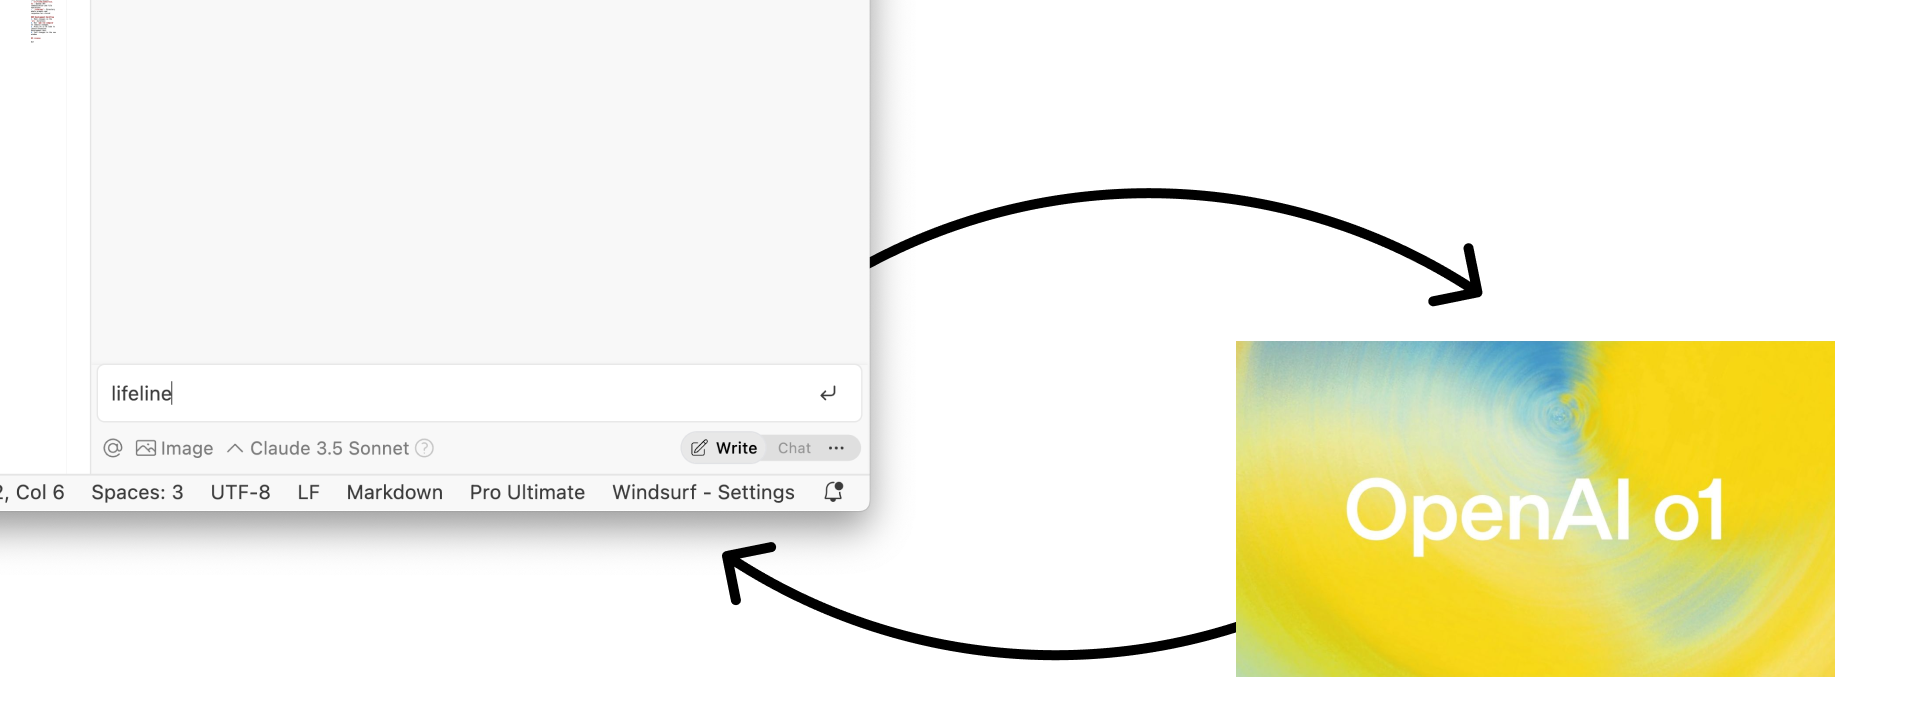 lifeline
@ Image Claude 3.5 Sonnet ? Write Chat ...
, Col 6 Spaces: 3 UTF-8 LF Markdown Pro Ultimate Windsurf - Settings
OpenAI o1